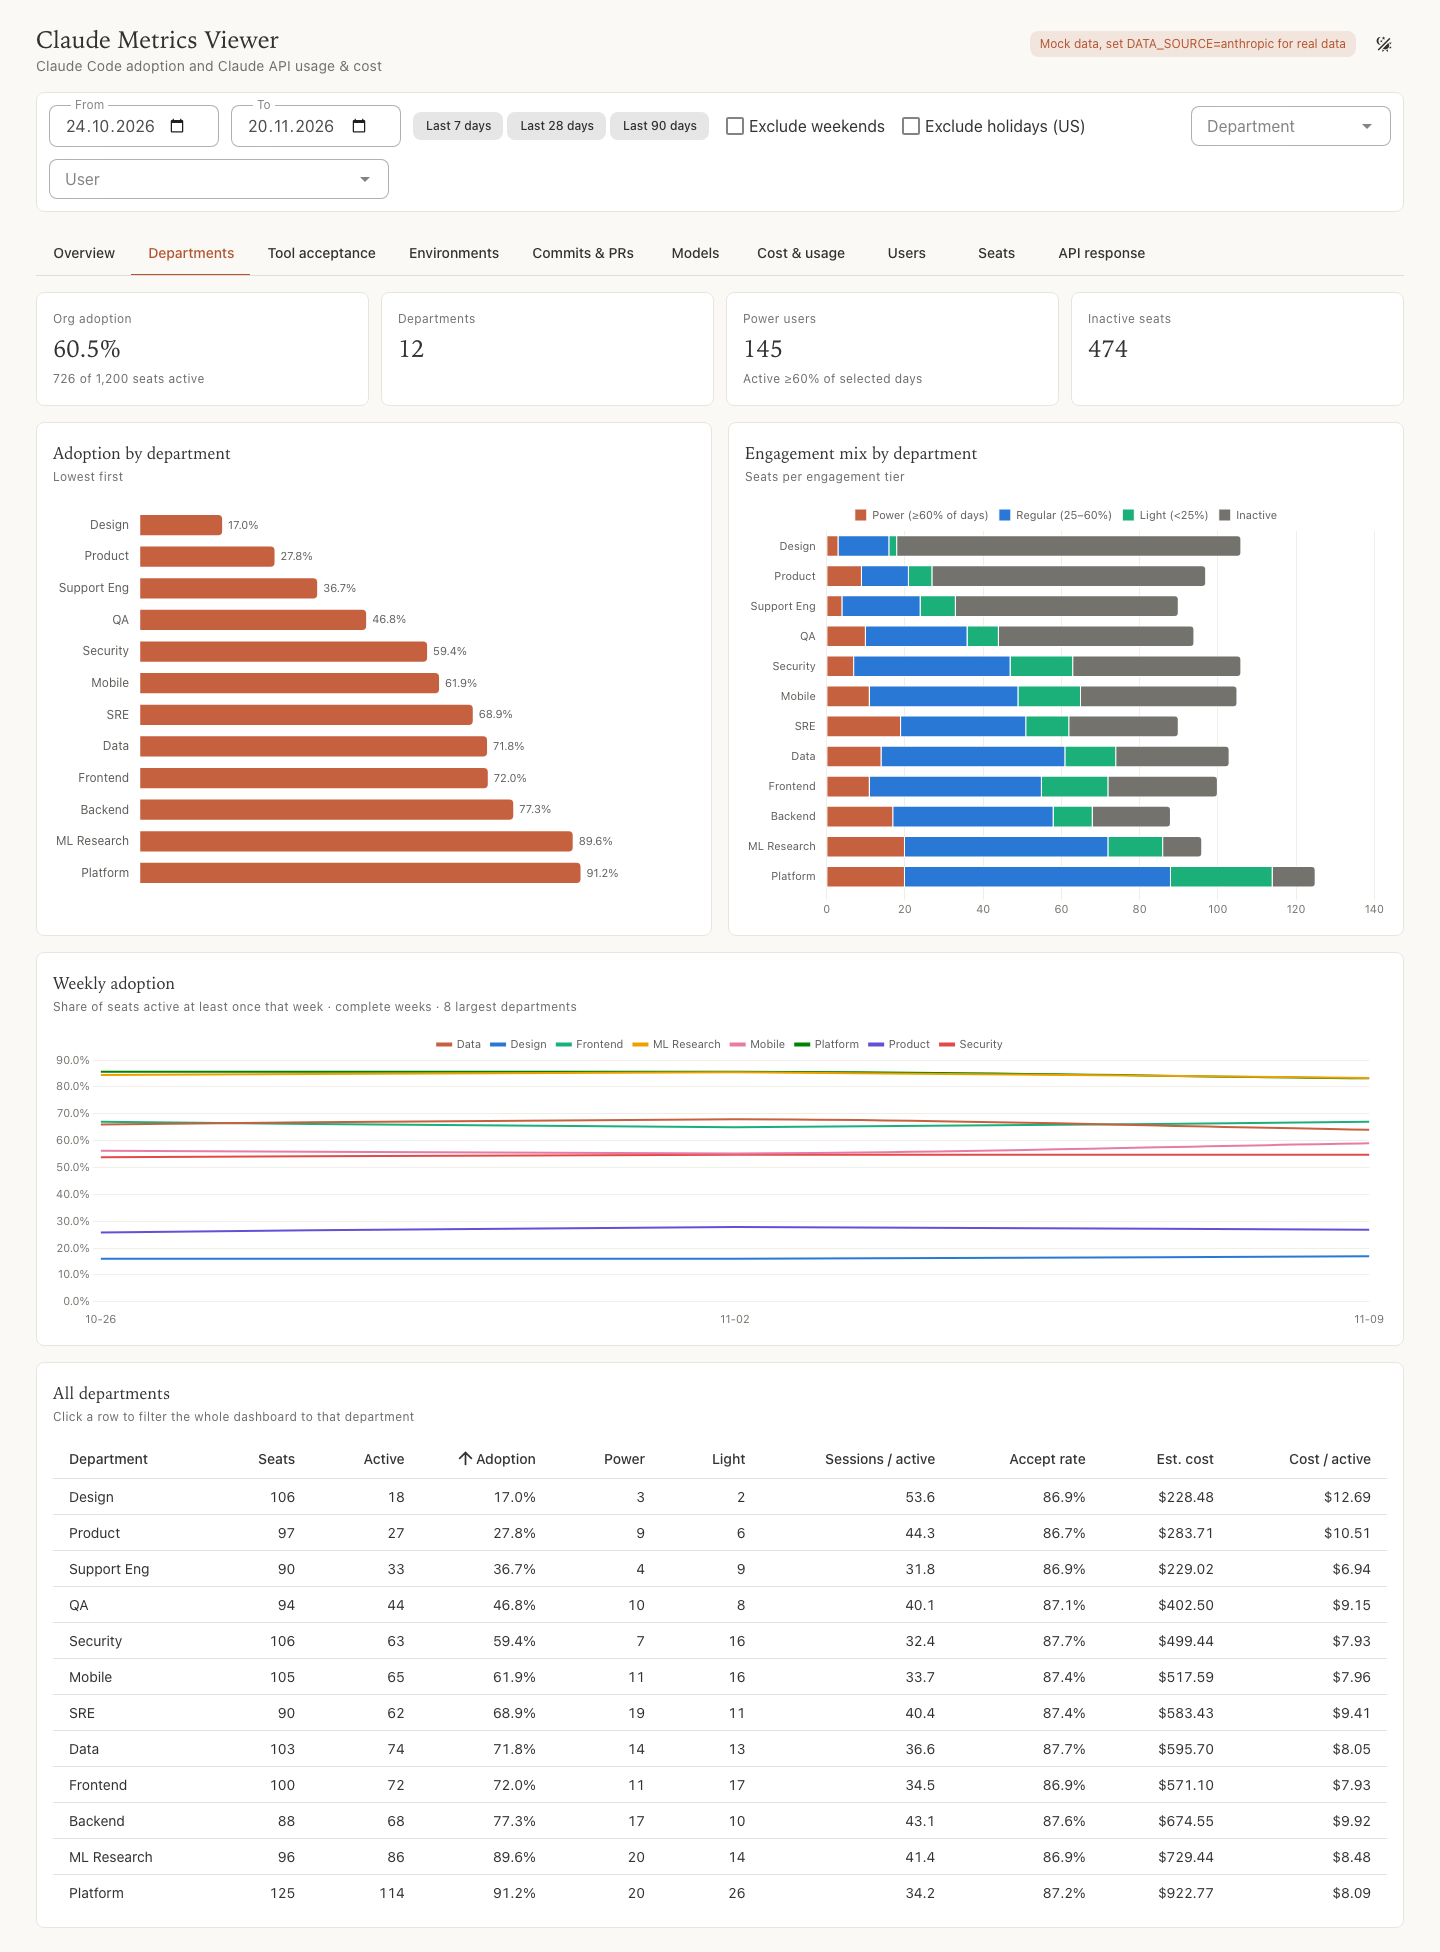 Claude Metrics Viewer
Claude Code adoption and Claude API usage & cost
Mock data, set DATA_SOURCE=anthropic for real data
From
24.10.2026
To
20.11.2026
Last 7 days
Last 28 days
Last 90 days
Exclude weekends
Exclude holidays (US)
Department
User
Overview Departments Tool acceptance Environments Commits & PRs Models Cost & usage Users Seats API response
Org adoption
60.5%
726 of 1,200 seats active
Departments
12
Power users
145
Active ≥60% of selected days
Inactive seats
474
Adoption by department
Lowest first
Design 17.0%
Product 27.8%
Support Eng 36.7%
QA 46.8%
Security 59.4%
Mobile 61.9%
SRE 68.9%
Data 71.8%
Frontend 72.0%
Backend 77.3%
ML Research 89.6%
Platform 91.2%
Engagement mix by department
Seats per engagement tier
Power (≥60% of days) Regular (25–60%) Light (<25%) Inactive
Design
Product
Support Eng
QA
Security
Mobile
SRE
Data
Frontend
Backend
ML Research
Platform
0 20 40 60 80 100 120 140
Weekly adoption
Share of seats active at least once that week · complete weeks · 8 largest departments
Data Design Frontend ML Research Mobile Platform Product Security
90.0%
80.0%
70.0%
60.0%
50.0%
40.0%
30.0%
20.0%
10.0%
0.0%
10-26 11-02 11-09
All departments
Click a row to filter the whole dashboard to that department
Department Seats Active Adoption Power Light Sessions / active Accept rate Est. cost Cost / active
Design 106 18 17.0% 3 2 53.6 86.9% $228.48 $12.69
Product 97 27 27.8% 9 6 44.3 86.7% $283.71 $10.51
Support Eng 90 33 36.7% 4 9 31.8 86.9% $229.02 $6.94
QA 94 44 46.8% 10 8 40.1 87.1% $402.50 $9.15
Security 106 63 59.4% 7 16 32.4 87.7% $499.44 $7.93
Mobile 105 65 61.9% 11 16 33.7 87.4% $517.59 $7.96
SRE 90 62 68.9% 19 11 40.4 87.4% $583.43 $9.41
Data 103 74 71.8% 14 13 36.6 87.7% $595.70 $8.05
Frontend 100 72 72.0% 11 17 34.5 86.9% $571.10 $7.93
Backend 88 68 77.3% 17 10 43.1 87.6% $674.55 $9.92
ML Research 96 86 89.6% 20 14 41.4 86.9% $729.44 $8.48
Platform 125 114 91.2% 20 26 34.2 87.2% $922.77 $8.09